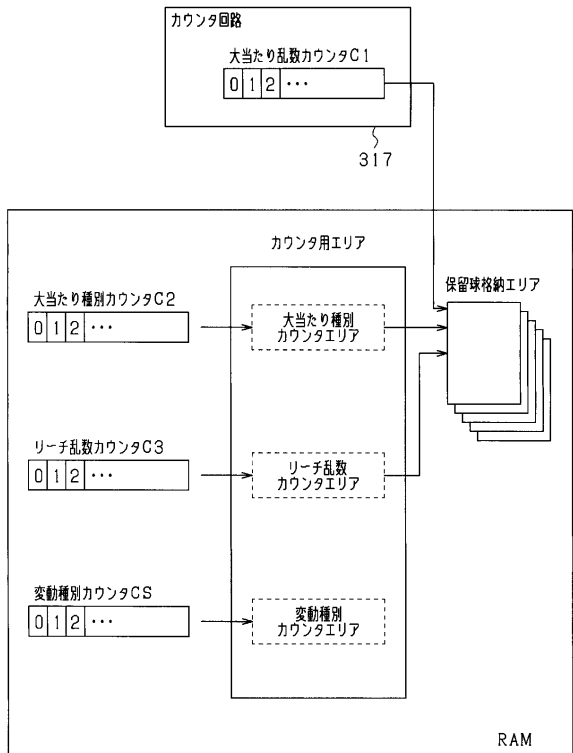 カウンタ回路
大当たり乱数カウンタC1
0 1 2 ···
317
カウンタ用エリア
保留球格納エリア
大当たり種別カウンタC2
0 1 2 ···
大当たり種別
カウンタエリア
リーチ乱数カウンタC3
0 1 2 ···
リーチ乱数
カウンタエリア
変動種別カウンタCS
0 1 2 ···
変動種別
カウンタエリア
RAM